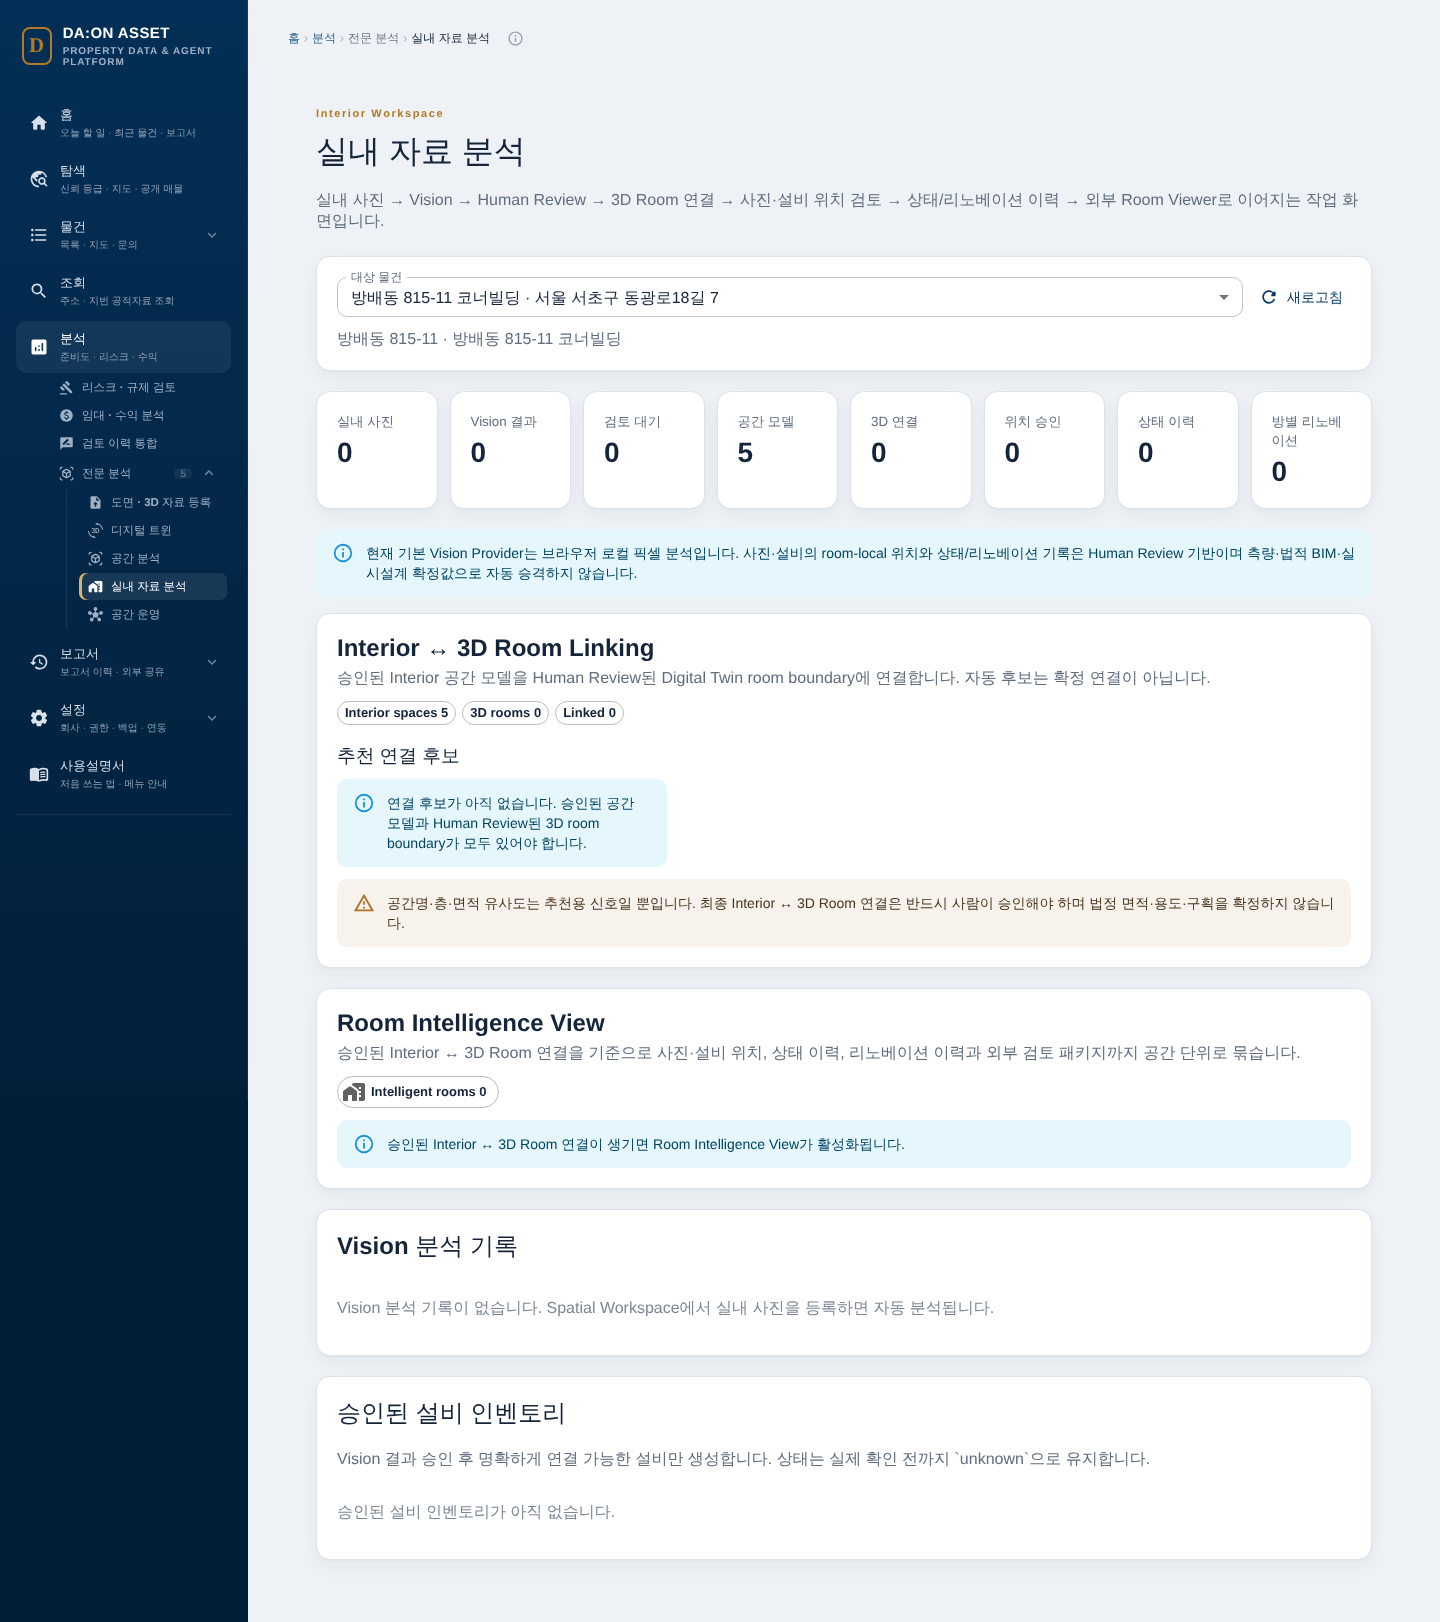 D
DA:ON ASSET
PROPERTY DATA & AGENT
PLATFORM
홈
오늘 할 일 · 최근 물건 · 보고서
탐색
신뢰 등급 · 지도 · 공개 매물
물건
목록 · 지도 · 문의
조회
주소 · 지번 공적자료 조회
분석
준비도 · 리스크 · 수익
리스크 · 규제 검토
임대 · 수익 분석
검토 이력 통합
전문 분석 5
도면 · 3D 자료 등록
3D 디지털 트윈
공간 분석
실내 자료 분석
공간 운영
보고서
보고서 이력 · 외부 공유
설정
회사 · 권한 · 백업 · 연동
사용설명서
처음 쓰는 법 · 메뉴 안내
홈 › 분석 › 전문 분석 › 실내 자료 분석
Interior Workspace
실내 자료 분석
실내 사진 → Vision → Human Review → 3D Room 연결 → 사진·설비 위치 검토 → 상태/리노베이션 이력 → 외부 Room Viewer로 이어지는 작업 화
면입니다.
대상 물건
방배동 815-11 코너빌딩 · 서울 서초구 동광로18길 7
새로고침
방배동 815-11 · 방배동 815-11 코너빌딩
실내 사진
0
Vision 결과
0
검토 대기
0
공간 모델
5
3D 연결
0
위치 승인
0
상태 이력
0
방별 리노베
이션
0
현재 기본 Vision Provider는 브라우저 로컬 픽셀 분석입니다. 사진·설비의 room-local 위치와 상태/리노베이션 기록은 Human Review 기반이며 측량·법적 BIM·실
시설계 확정값으로 자동 승격하지 않습니다.
Interior ↔ 3D Room Linking
승인된 Interior 공간 모델을 Human Review된 Digital Twin room boundary에 연결합니다. 자동 후보는 확정 연결이 아닙니다.
Interior spaces 5
3D rooms 0
Linked 0
추천 연결 후보
연결 후보가 아직 없습니다. 승인된 공간
모델과 Human Review된 3D room
boundary가 모두 있어야 합니다.
공간명·층·면적 유사도는 추천용 신호일 뿐입니다. 최종 Interior ↔ 3D Room 연결은 반드시 사람이 승인해야 하며 법정 면적·용도·구획을 확정하지 않습니
다.
Room Intelligence View
승인된 Interior ↔ 3D Room 연결을 기준으로 사진·설비 위치, 상태 이력, 리노베이션 이력과 외부 검토 패키지까지 공간 단위로 묶습니다.
Intelligent rooms 0
승인된 Interior ↔ 3D Room 연결이 생기면 Room Intelligence View가 활성화됩니다.
Vision 분석 기록
Vision 분석 기록이 없습니다. Spatial Workspace에서 실내 사진을 등록하면 자동 분석됩니다.
승인된 설비 인벤토리
Vision 결과 승인 후 명확하게 연결 가능한 설비만 생성합니다. 상태는 실제 확인 전까지 `unknown`으로 유지합니다.
승인된 설비 인벤토리가 아직 없습니다.